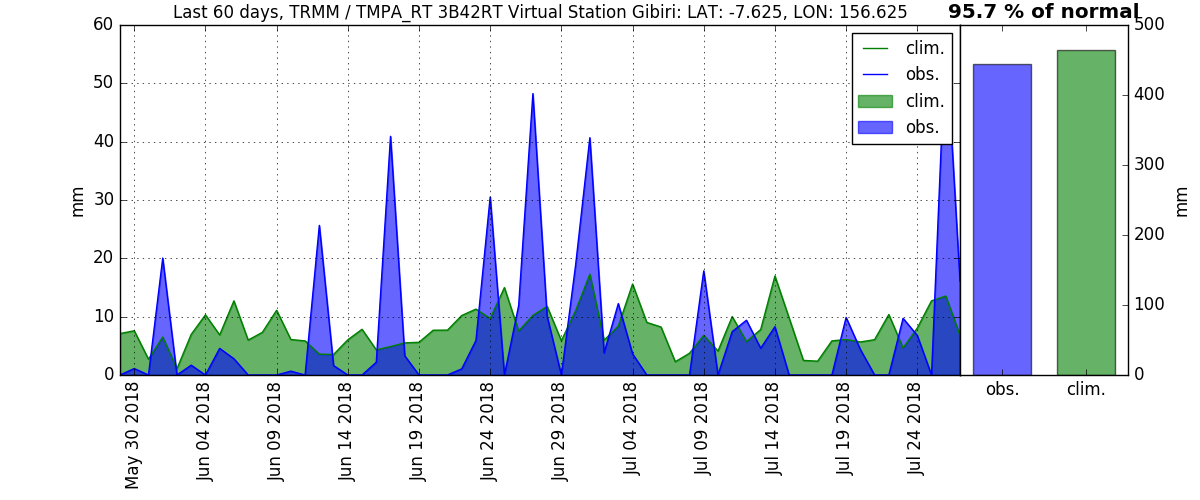 Last 60 days, TRMM / TMPA_RT 3B42RT Virtual Station Gibiri: LAT: -7.625, LON: 156.625
95.7 % of normal
60
50
40
30
20
10
0
mm
clim.
obs.
clim.
obs.
May 30 2018
Jun 04 2018
Jun 09 2018
Jun 14 2018
Jun 19 2018
Jun 24 2018
Jun 29 2018
Jul 04 2018
Jul 09 2018
Jul 14 2018
Jul 19 2018
Jul 24 2018
500
400
300
200
100
0
mm
obs.
clim.